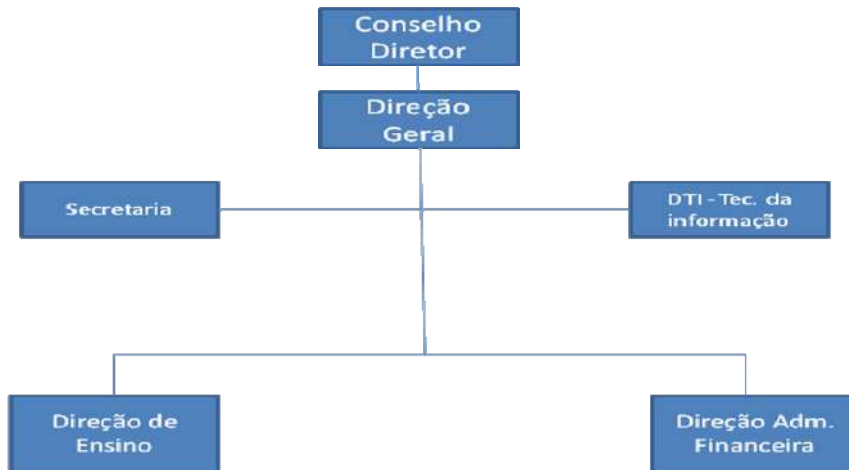 Conselho
Diretor
Direção
Geral
Secretaria
DTI - Tec. da
informação
Direção de
Ensino
Direção Adm.
Financeira